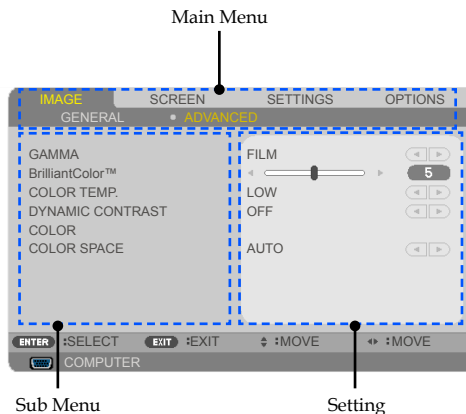 Main Menu
IMAGE SCREEN SETTINGS OPTIONS
GENERAL • ADVANCED
GAMMA FILM
BrilliantColor™ 5
COLOR TEMP. LOW
DYNAMIC CONTRAST OFF
COLOR
COLOR SPACE AUTO
ENTER :SELECT EXIT :EXIT :MOVE :MOVE
COMPUTER
Sub Menu Setting